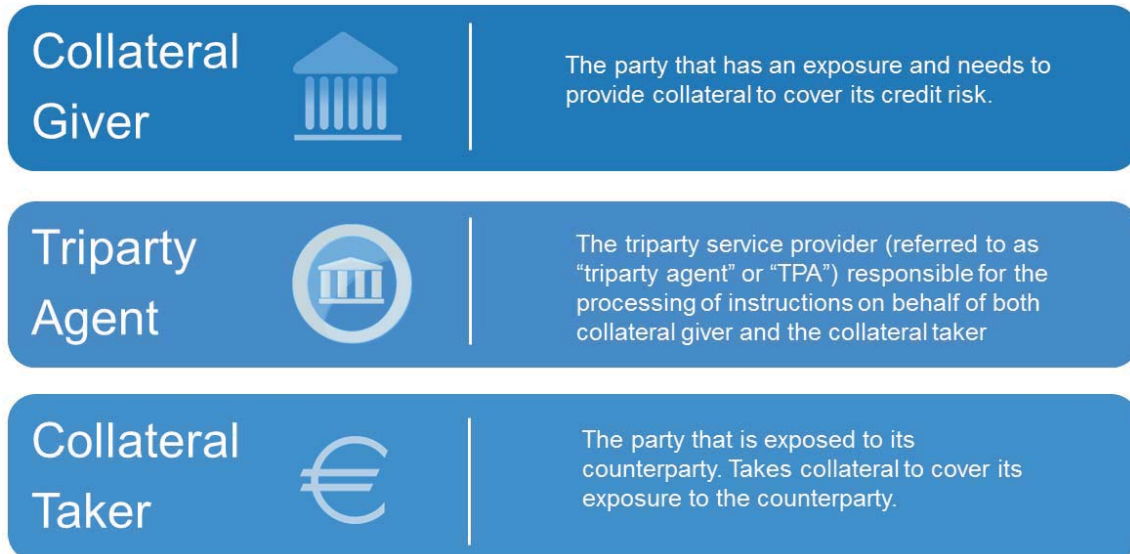 Collateral
Giver
The party that has an exposure and needs to
provide collateral to cover its credit risk.
Triparty
Agent
The triparty service provider (referred to as
“triparty agent” or “TPA”) responsible for the
processing of instructions on behalf of both
collateral giver and the collateral taker
Collateral
Taker
€
The party that is exposed to its
counterparty. Takes collateral to cover its
exposure to the counterparty.